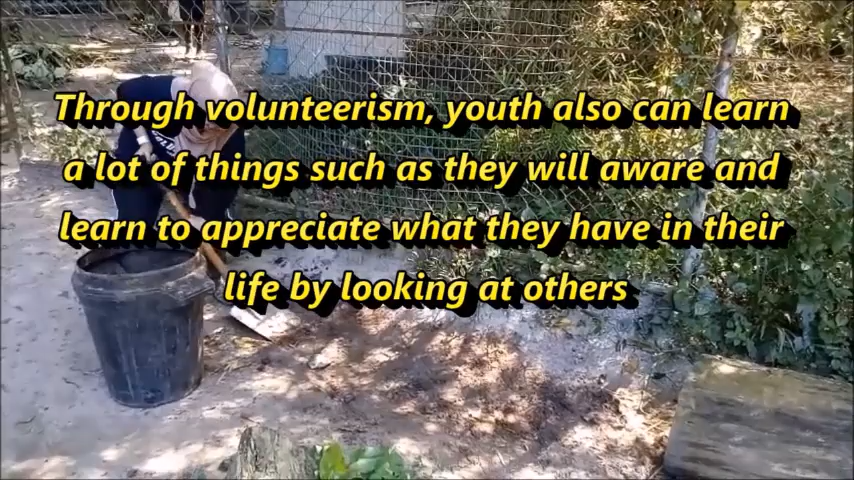 Through volunteerism, youth also can learn
a lot of things such as they will aware and
learn to appreciate what they have in their
life by looking at others